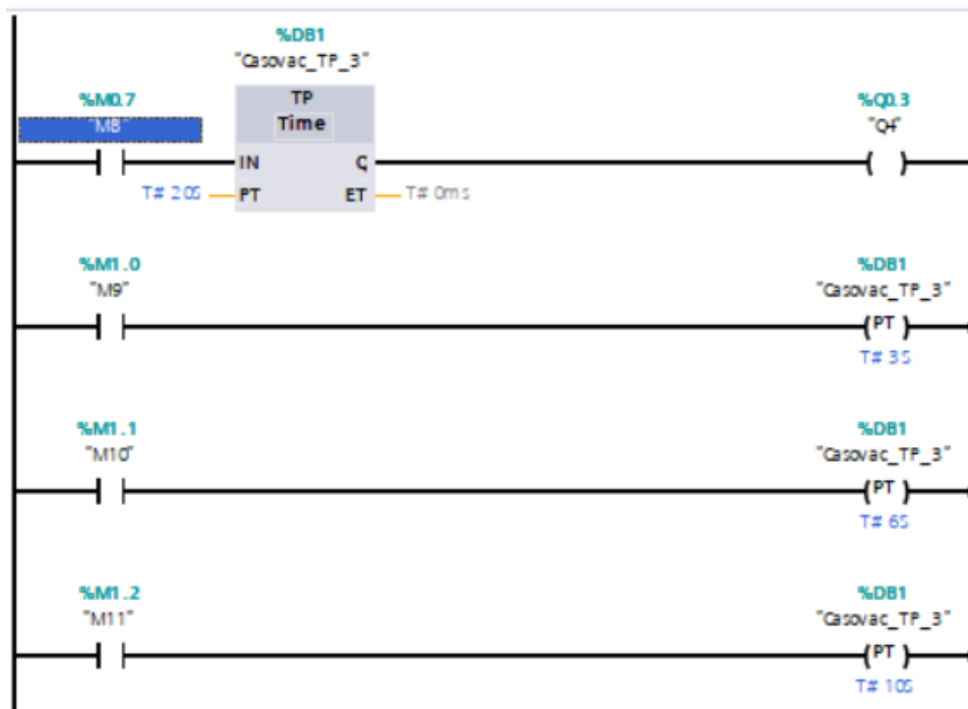 %DB1
"Casovac_TP_3"
%M0.7
"M8"
TP
Time
%Q0.3
"Q4"
IN
Q
T# 20S
PT
ET
T# 0ms
%M1.0
"M9"
%DB1
"Casovac_TP_3"
PT
T# 3S
%M1.1
"M10"
%DB1
"Casovac_TP_3"
PT
T# 6S
%M1.2
"M11"
%DB1
"Casovac_TP_3"
PT
T# 10S